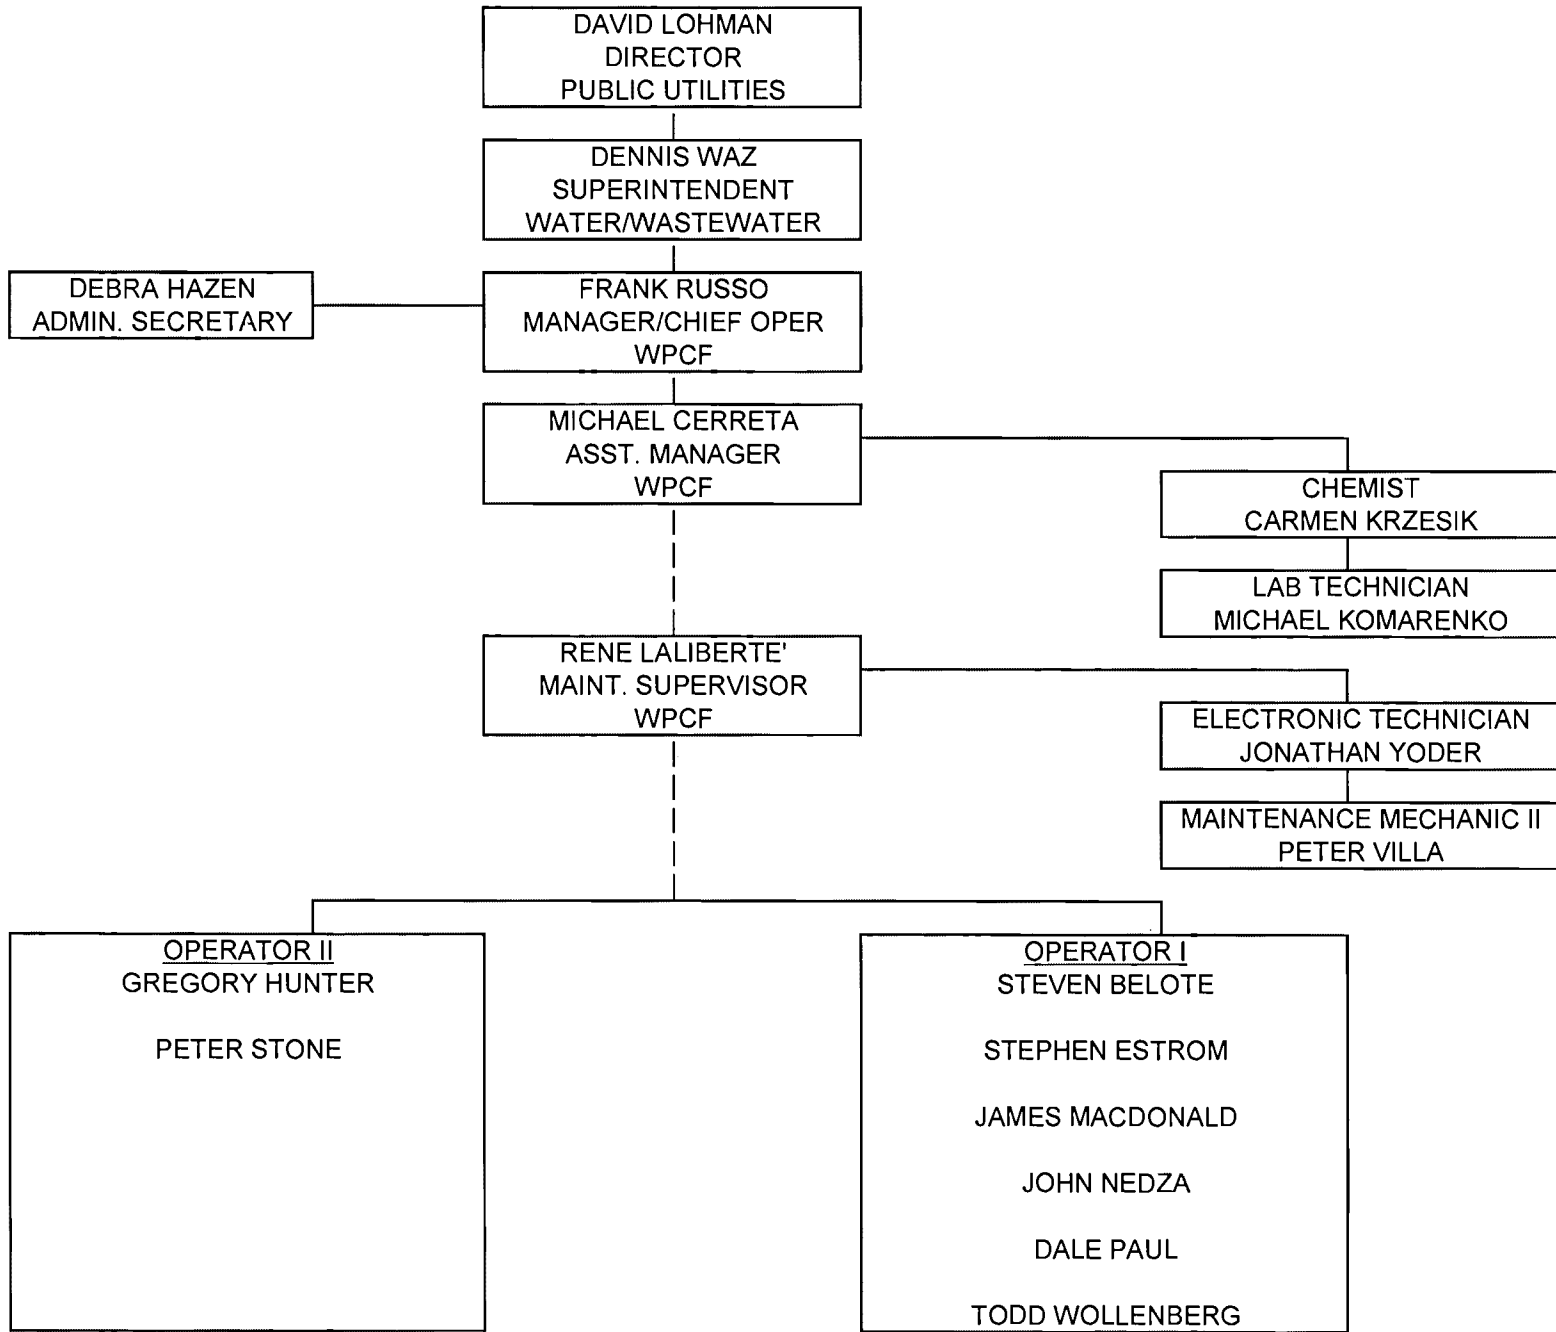 DAVID LOHMAN
DIRECTOR
PUBLIC UTILITIES
DENNIS WAZ
SUPERINTENDENT
WATER/WASTEWATER
DEBRA HAZEN
ADMIN. SECRETARY
FRANK RUSSO
MANAGER/CHIEF OPER
WPCF
MICHAEL CERRETA
ASST. MANAGER
WPCF
CHEMIST
CARMEN KRZESIK
LAB TECHNICIAN
MICHAEL KOMARENKO
RENE LALIBERTE'
MAINT. SUPERVISOR
WPCF
ELECTRONIC TECHNICIAN
JONATHAN YODER
MAINTENANCE MECHANIC II
PETER VILLA
OPERATOR II
GREGORY HUNTER
PETER STONE
OPERATOR I
STEVEN BELOTE
STEPHEN ESTROM
JAMES MACDONALD
JOHN NEDZA
DALE PAUL
TODD WOLLENBERG